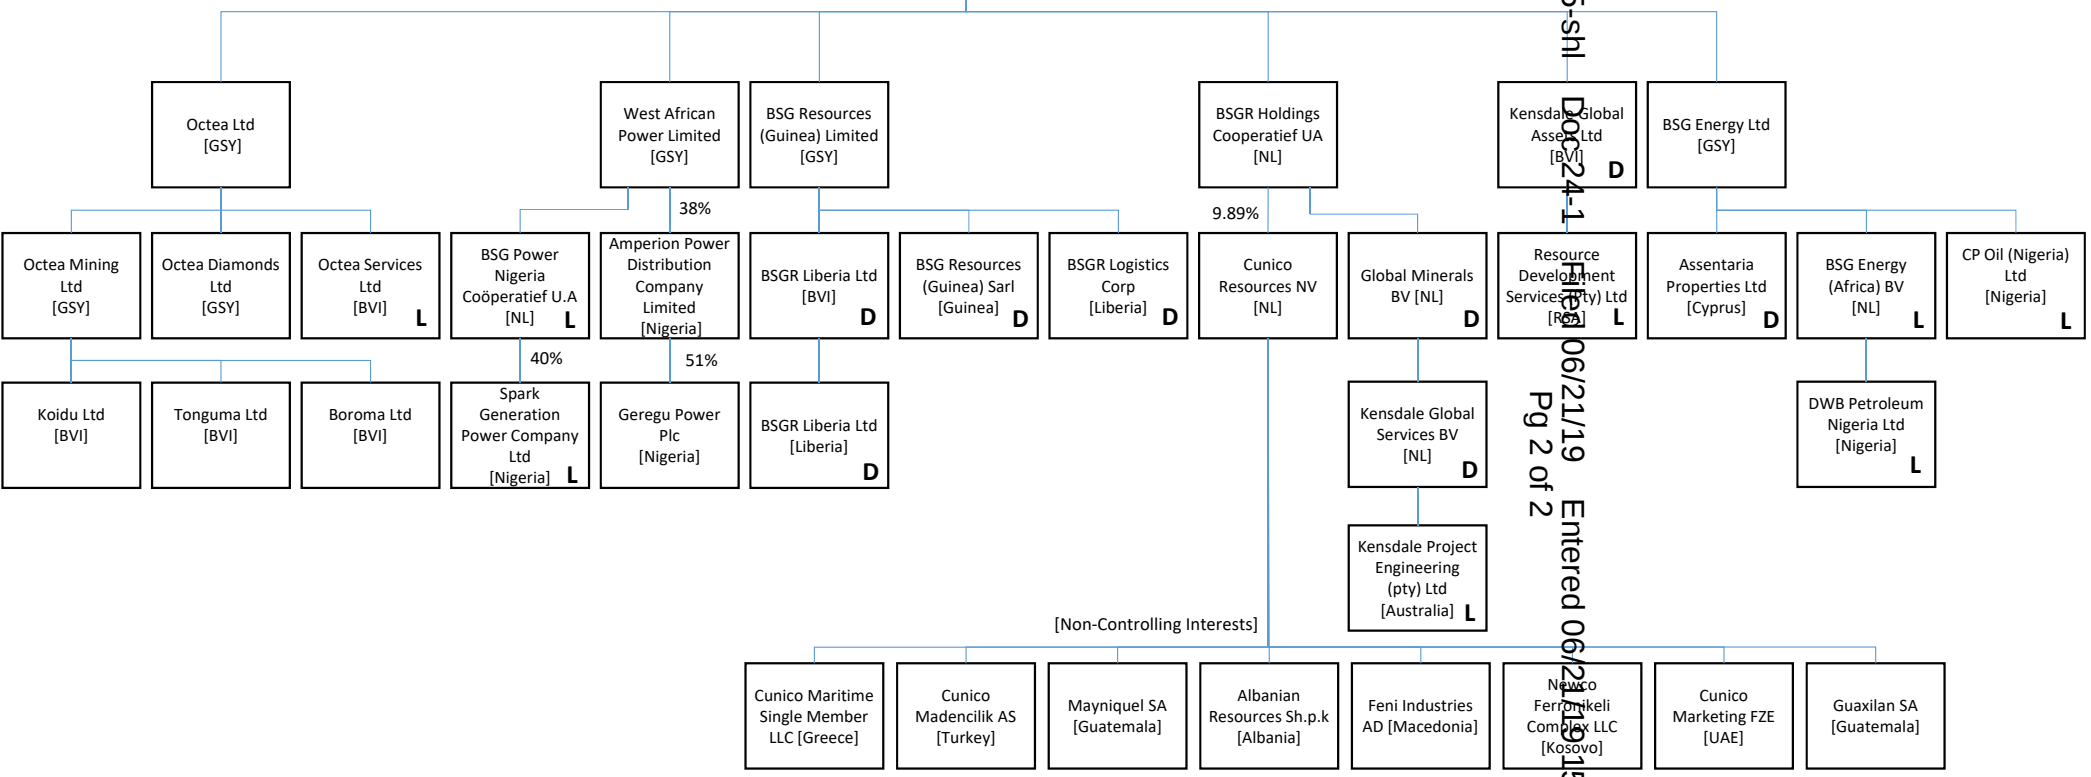 Octea Ltd
[GSY]
West African
Power Limited
[GSY]
BSG Resources
(Guinea) Limited
[GSY]
BSGR Holdings
Cooperatief UA
[NL]
Kensdale Global
Assets Ltd
[BVI]
D
BSG Energy Ltd
[GSY]
38%
9.89%
Octea Mining
Ltd
[GSY]
Octea Diamonds
Ltd
[GSY]
Octea Services
Ltd
[BVI]
L
BSG Power
Nigeria
Coöperatief U.A
[NL]
L
Amperion Power
Distribution
Company
Limited
[Nigeria]
BSGR Liberia Ltd
[BVI]
D
BSG Resources
(Guinea) Sarl
[Guinea]
D
BSGR Logistics
Corp
[Liberia]
D
Cunico
Resources NV
[NL]
Global Minerals
BV [NL]
D
Resource
Development
Services (Pty) Ltd
[RSA]
L
Assentaria
Properties Ltd
[Cyprus]
D
BSG Energy
(Africa) BV
[NL]
L
CP Oil (Nigeria)
Ltd
[Nigeria]
L
40%
51%
Koidu Ltd
[BVI]
Tonguma Ltd
[BVI]
Boroma Ltd
[BVI]
Spark
Generation
Power Company
Ltd
[Nigeria]
L
Geregu Power
Plc
[Nigeria]
BSGR Liberia Ltd
[Liberia]
D
Kensdale Global
Services BV
[NL]
D
DWB Petroleum
Nigeria Ltd
[Nigeria]
L
Kensdale Project
Engineering
(pty) Ltd
[Australia]
L
[Non-Controlling Interests]
Cunico Maritime
Single Member
LLC [Greece]
Cunico
Madencilik AS
[Turkey]
Mayniquel SA
[Guatemala]
Albanian
Resources Sh.p.k
[Albania]
Feni Industries
AD [Macedonia]
Newco
Ferronikeli
Complex LLC
[Kosovo]
Cunico
Marketing FZE
[UAE]
Guaxilan SA
[Guatemala]
5-shl Doc 24-1 Filed 06/21/19 Entered 06/21/19 15
Pg 2 of 2